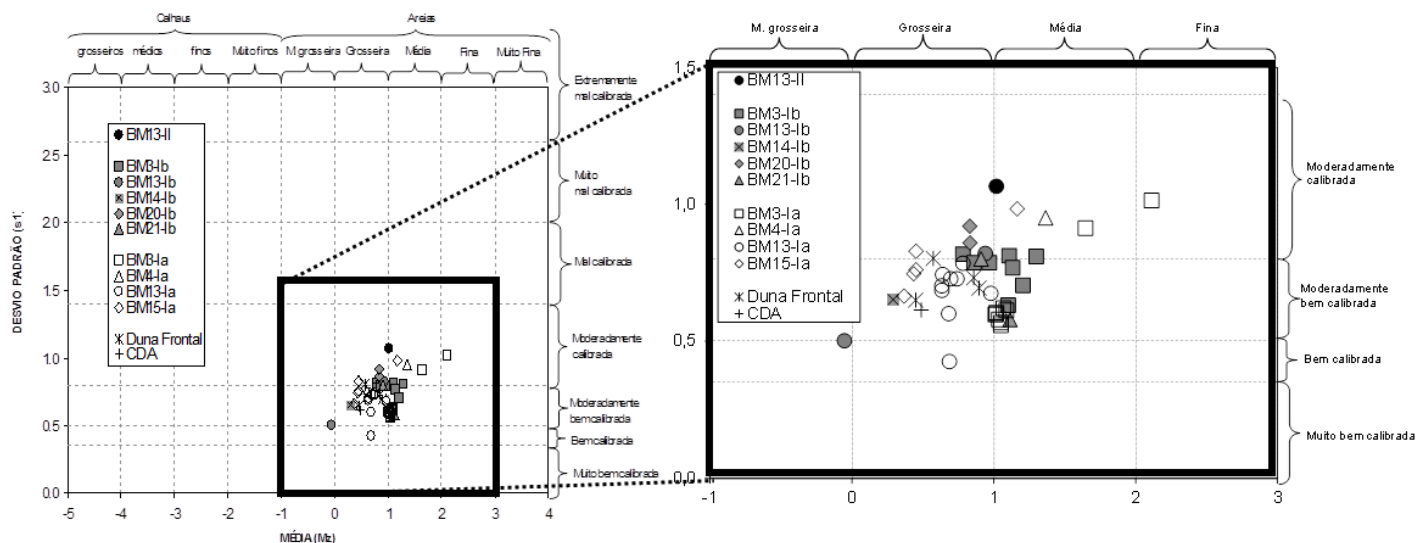 Calhaus
Areias
grosseiros médios finos Muito finos M. grosseira Grosseira Média Fina Muito Fina
DESVIO PADRÃO (s1)
3.0
2.6
2.0
1.4
1.0
0.5
0.0
-5 -4 -3 -2 -1 0 1 2 3 4
MÉDIA (Mz)
BM13-II
BM3-Ib
BM13-Ib
BM14-Ib
BM20-Ib
BM21-Ib
BM3-Ia
BM4-Ia
BM13-Ia
BM15-Ia
Duna Frontal
CDA
Extremamente
mal calibrada
Muito
mal calibrada
Mal calibrada
Moderadamente
calibrada
Moderadamente
bem calibrada
Bem calibrada
Muito bem calibrada
M. grosseira Grosseira Média Fina
1,5
1,0
0,5
0,0
-1 0 1 2 3
BM13-II
BM3-Ib
BM13-Ib
BM14-Ib
BM20-Ib
BM21-Ib
BM3-Ia
BM4-Ia
BM13-Ia
BM15-Ia
Duna Frontal
CDA
Moderadamente
calibrada
Moderadamente
bem calibrada
Bem calibrada
Muito bem calibrada